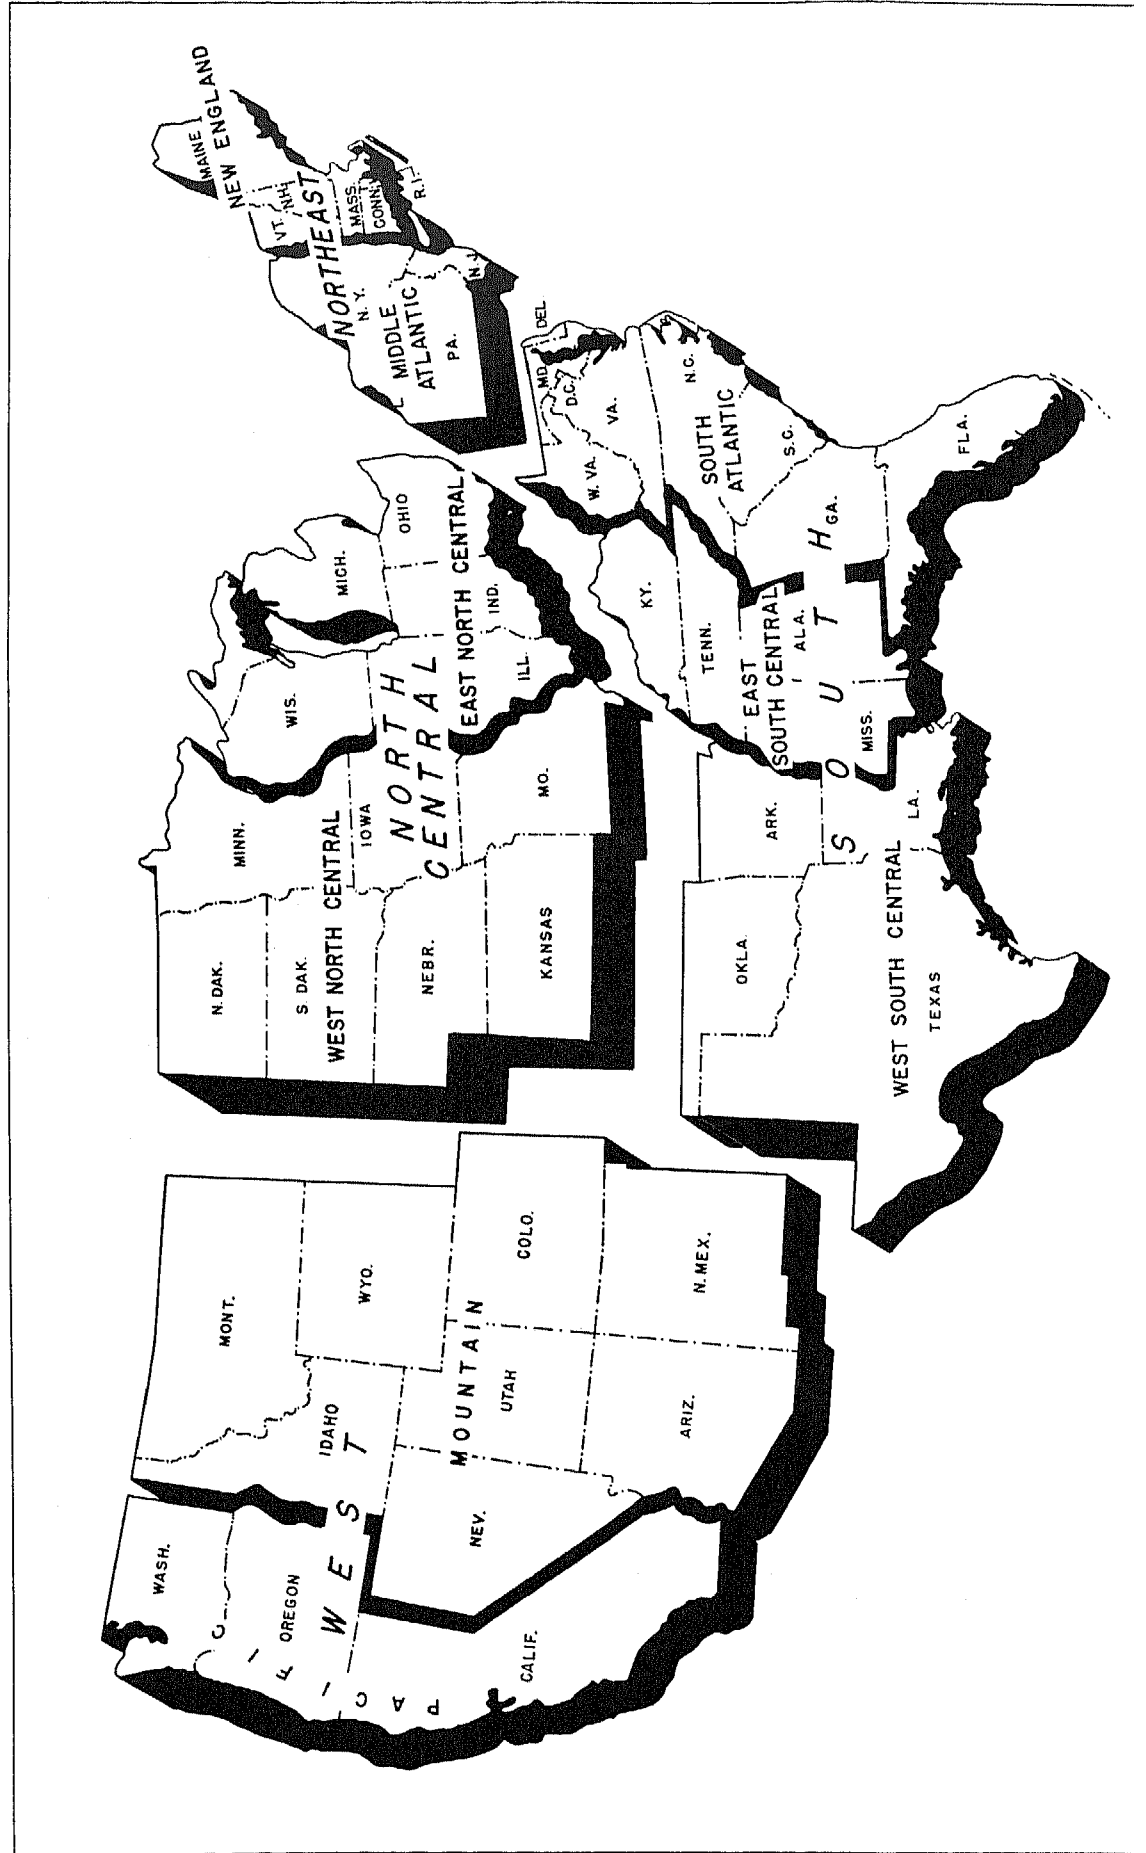 WEST
PACIFIC
WASH.
OREGON
CALIF.
MOUNTAIN
MONT.
IDAHO
WYO.
NEV.
UTAH
COLO.
ARIZ.
N. MEX.
NORTH
CENTRAL
WEST NORTH CENTRAL
N. DAK.
MINN.
S. DAK.
IOWA
NEBR.
KANSAS
MO.
EAST NORTH CENTRAL
WIS.
MICH.
ILL.
IND.
OHIO
NORTHEAST
NEW ENGLAND
MAINE
VT.
N.H.
MASS.
CONN.
R.I.
MIDDLE
ATLANTIC
N. Y.
PA.
N.J.
SOUTH
WEST SOUTH CENTRAL
OKLA.
ARK.
TEXAS
LA.
EAST
SOUTH CENTRAL
KY.
TENN.
MISS.
ALA.
SOUTH
ATLANTIC
DEL.
MD.
D.C.
W. VA.
VA.
N.C.
S.C.
GA.
FLA.